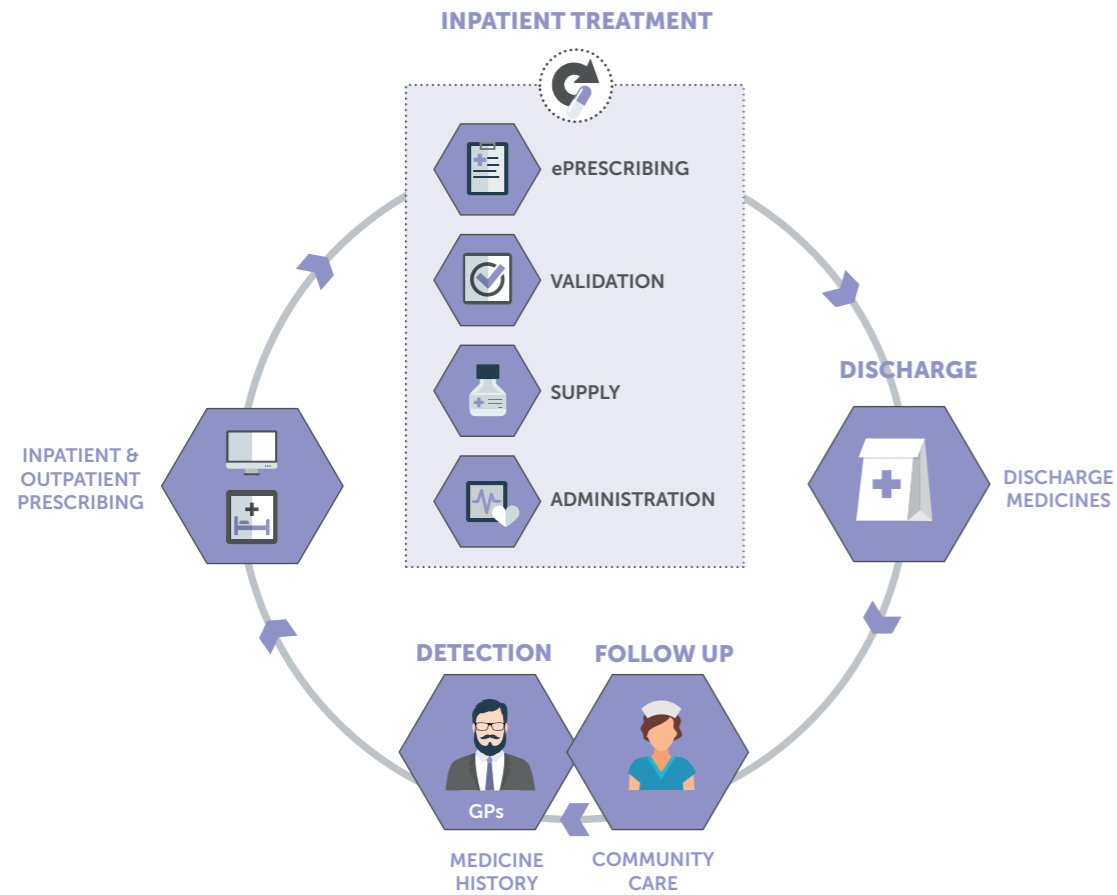 INPATIENT TREATMENT
ePRESCRIBING
VALIDATION
SUPPLY
ADMINISTRATION
DISCHARGE
DISCHARGE
MEDICINES
INPATIENT &
OUTPATIENT
PRESCRIBING
DETECTION
GPs
MEDICINE
HISTORY
FOLLOW UP
COMMUNITY
CARE